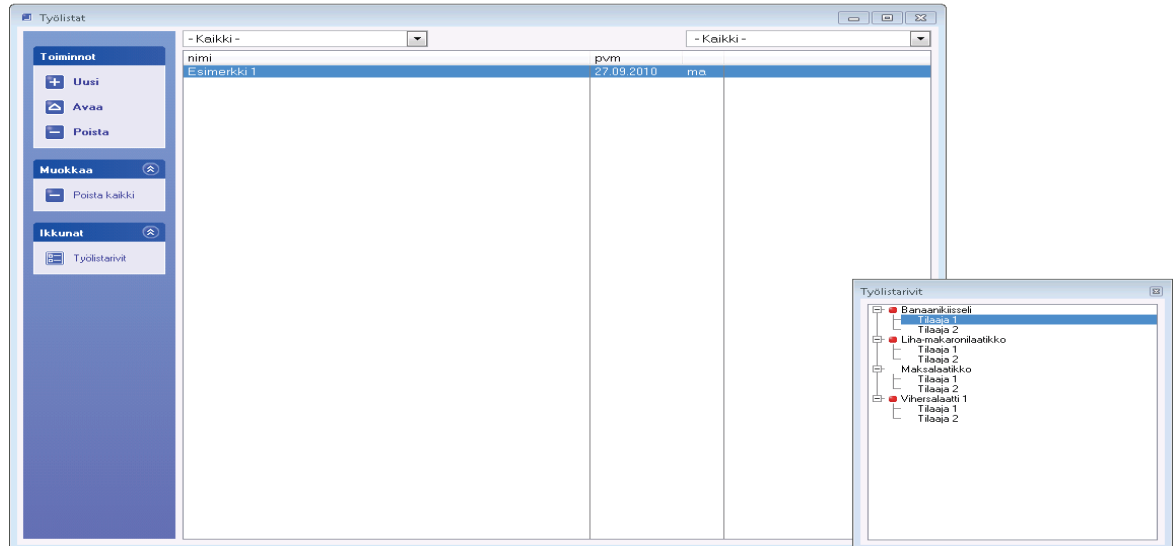 Työlistat
- Kaikki -
- Kaikki -
Toiminnot
Uusi
Avaa
Poista
Muokkaa
Poista kaikki
Ikkunat
Työlistarivit
nimi pvm
Esimerkki 1 27.09.2010 ma
Työlistarivit
Banaanikiisseli
Tilaaja 1
Tilaaja 2
Liha-makaronilaatikko
Tilaaja 1
Tilaaja 2
Maksalaatikko
Tilaaja 1
Tilaaja 2
Vihersalaatti 1
Tilaaja 1
Tilaaja 2